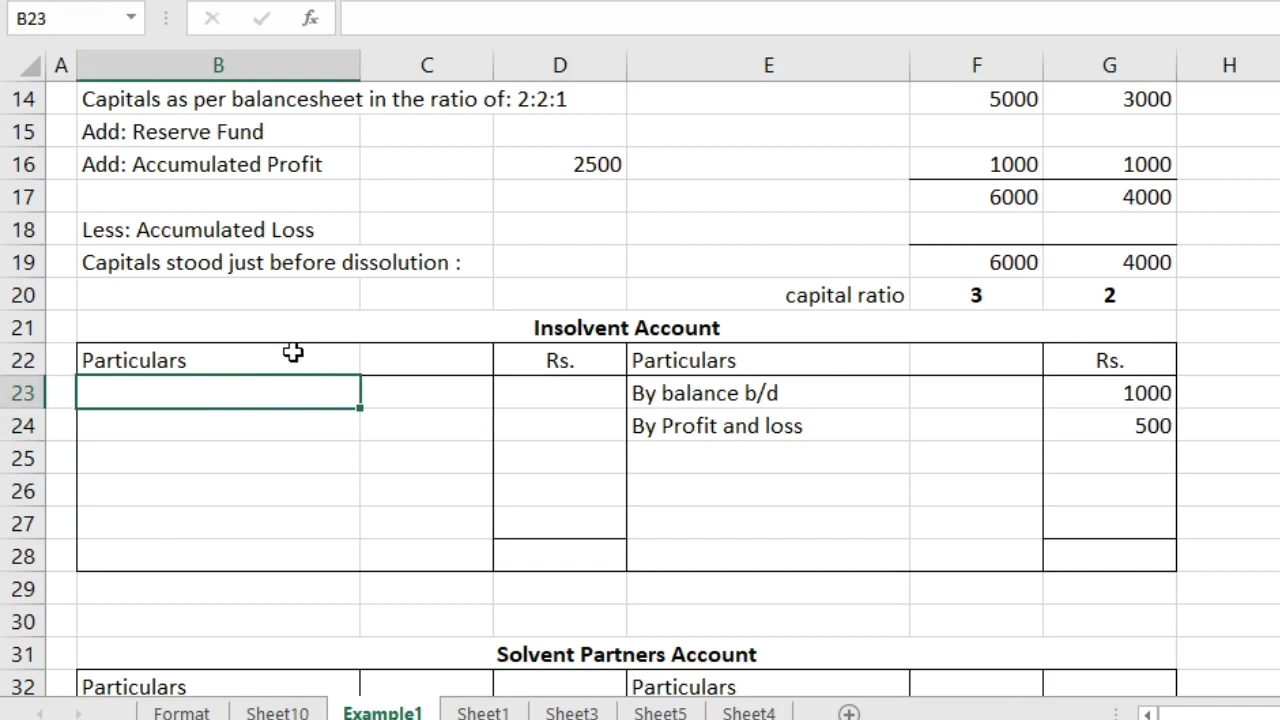 B23 fx
A B C D E F G H
14 Capitals as per balancesheet in the ratio of: 2:2:1 5000 3000
15 Add: Reserve Fund
16 Add: Accumulated Profit 2500 1000 1000
17 6000 4000
18 Less: Accumulated Loss
19 Capitals stood just before dissolution : 6000 4000
20 capital ratio 3 2
21 Insolvent Account
22 Particulars Rs. Particulars Rs.
23 By balance b/d 1000
24 By Profit and loss 500
25
26
27
28
29
30
31 Solvent Partners Account
32 Particulars Particulars
Format Sheet10 Example1 Sheet1 Sheet3 Sheet5 Sheet4